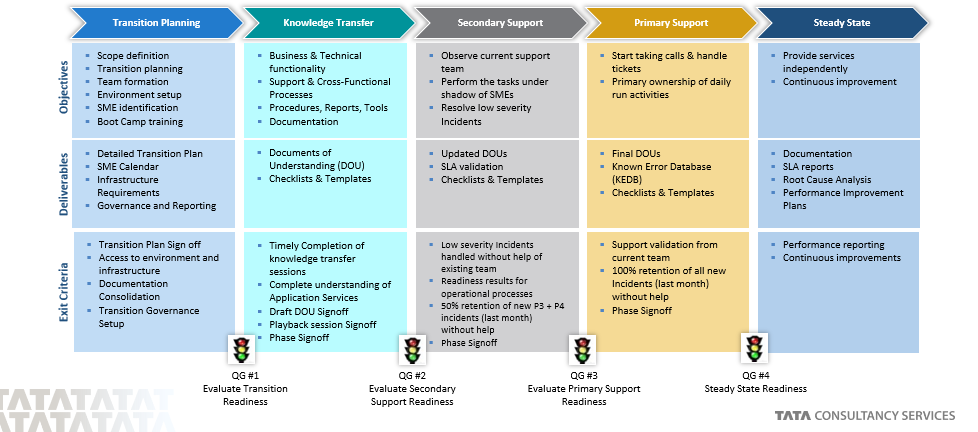 Transition Planning
Knowledge Transfer
Secondary Support
Primary Support
Steady State
Objectives
Scope definition
Transition planning
Team formation
Environment setup
SME identification
Boot Camp training
Business & Technical
functionality
Support & Cross-Functional
Processes
Procedures, Reports, Tools
Documentation
Observe current support
team
Perform the tasks under
shadow of SMEs
Resolve low severity
Incidents
Start taking calls & handle
tickets
Primary ownership of daily
run activities
Provide services
independently
Continuous improvement
Deliverables
Detailed Transition Plan
SME Calendar
Infrastructure
Requirements
Governance and Reporting
Documents of
Understanding (DOU)
Checklists & Templates
Updated DOUs
SLA validation
Checklists & Templates
Final DOUs
Known Error Database
(KEDB)
Checklists & Templates
Documentation
SLA reports
Root Cause Analysis
Performance Improvement
Plans
Exit Criteria
Transition Plan Sign off
Access to environment and
infrastructure
Documentation
Consolidation
Transition Governance
Setup
Timely Completion of
knowledge transfer
sessions
Complete understanding of
Application Services
Draft DOU Signoff
Playback session Signoff
Phase Signoff
Low severity Incidents
handled without help of
existing team
Readiness results for
operational processes
50% retention of new P3 + P4
incidents (last month)
without help
Phase Signoff
Support validation from
current team
100% retention of all new
Incidents (last month)
without help
Phase Signoff
Performance reporting
Continuous improvements
QG #1
Evaluate Transition
Readiness
QG #2
Evaluate Secondary
Support Readiness
QG #3
Evaluate Primary Support
Readiness
QG #4
Steady State Readiness
TATATATATAT
ATATATATATA
TATA CONSULTANCY SERVICES